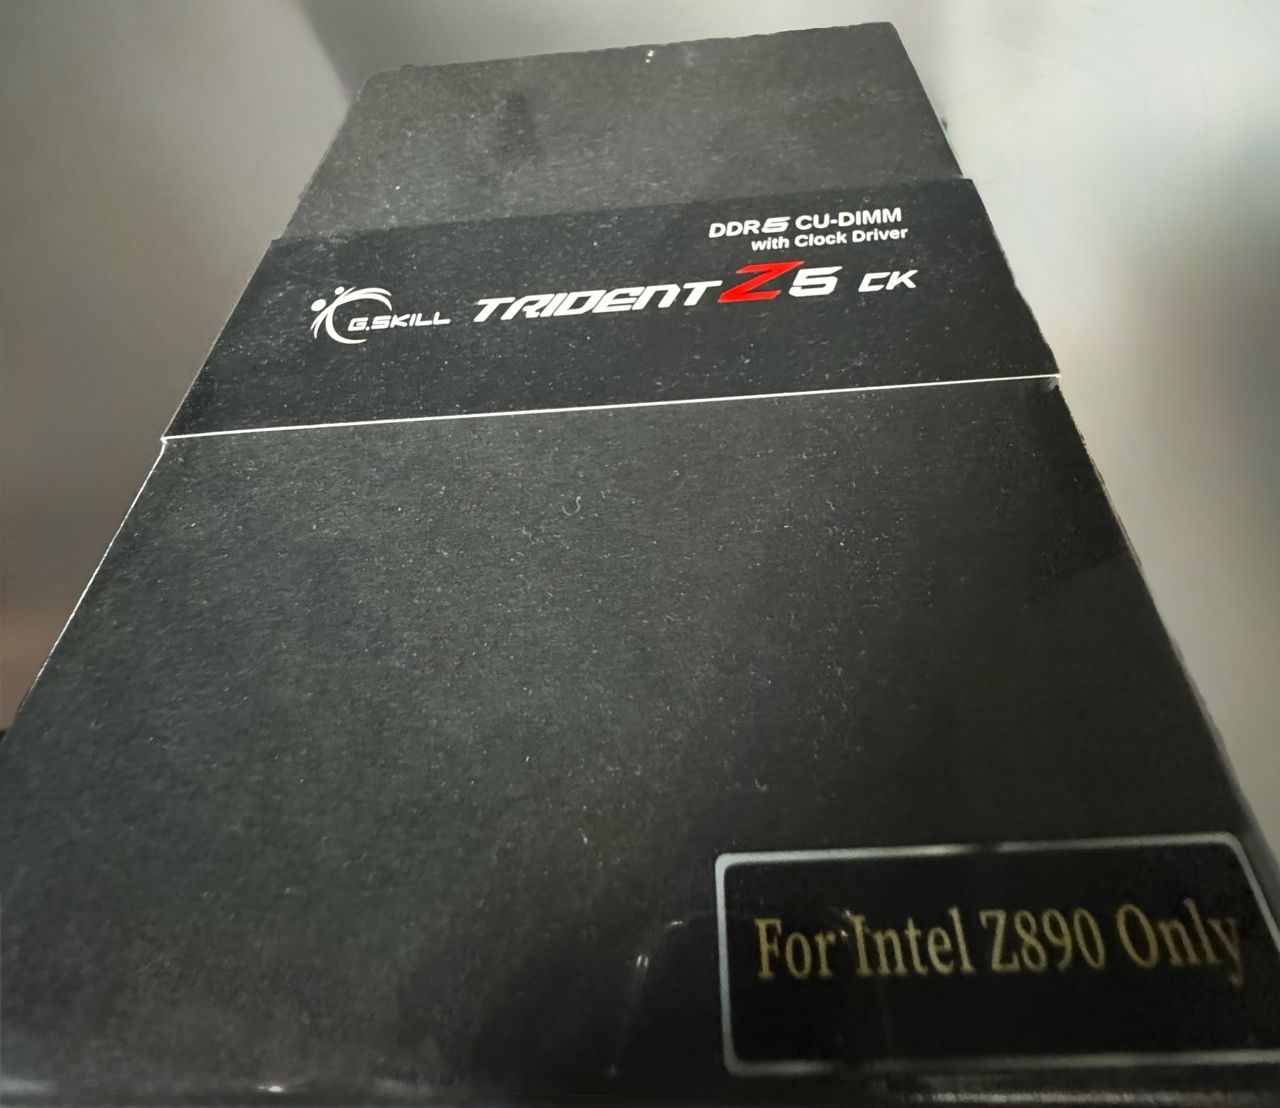 DDR5 CU-DIMM
with Clock Driver
G.SKILL TRIDENT Z5 CK
For Intel Z890 Only